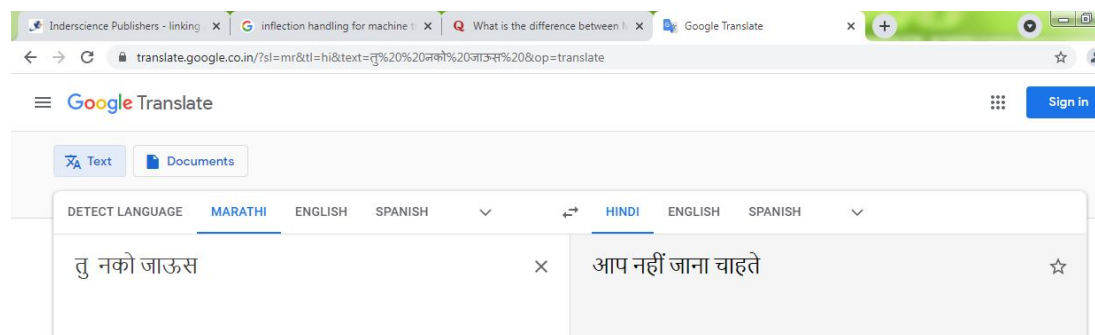 Inderscience Publishers - linking
inflection handling for machine t
What is the difference between M
Google Translate
translate.google.co.in/?sl=mr&tl=hi&text=तु%20%20नको%20जाऊस%20&op=translate
Google Translate
Sign in
Text
Documents
DETECT LANGUAGE MARATHI ENGLISH SPANISH HINDI ENGLISH SPANISH
तु नको जाऊस
आप नहीं जाना चाहते